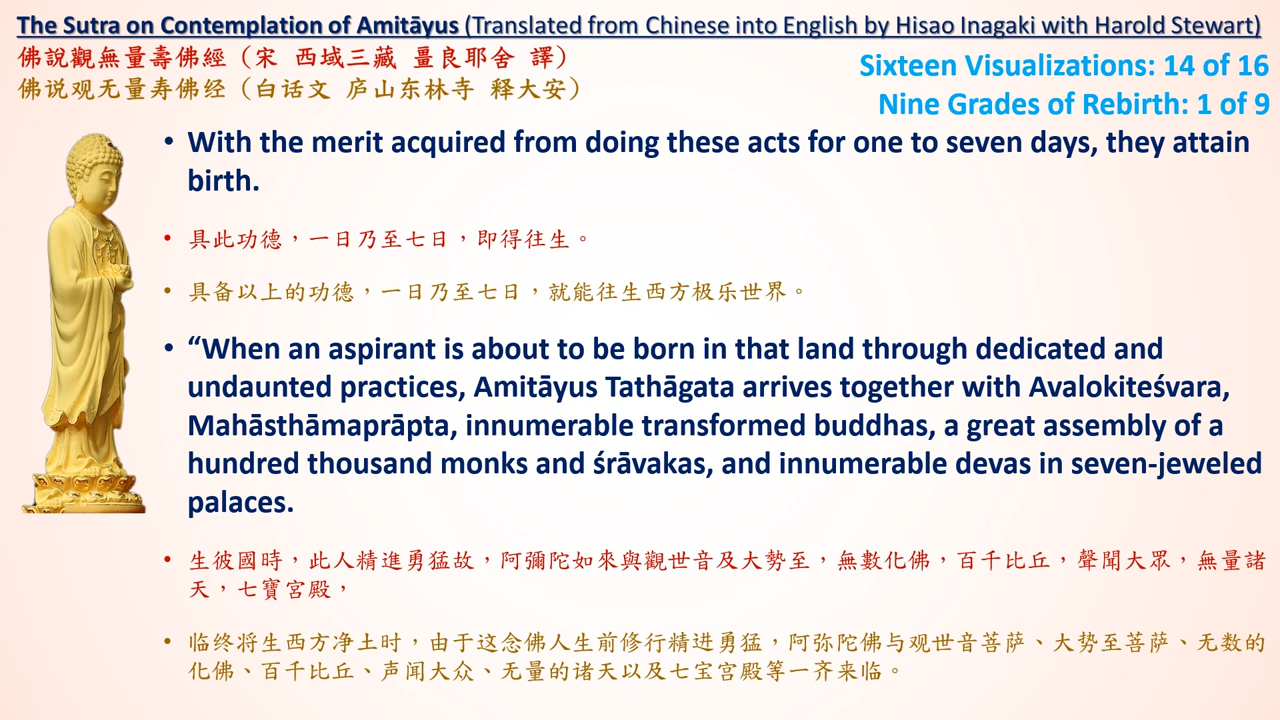 The Sutra on Contemplation of Amitāyus (Translated from Chinese into English by Hisao Inagaki with Harold Stewart)
佛說觀無量壽佛經（宋 西域三藏 畺良耶舍 譯）
佛说观无量寿佛经（白话文 庐山东林寺 释大安）
Sixteen Visualizations: 14 of 16
Nine Grades of Rebirth: 1 of 9
• With the merit acquired from doing these acts for one to seven days, they attain
birth.
• 具此功德，一日乃至七日，即得往生。
• 具备以上的功德，一日乃至七日，就能往生西方极乐世界。
• “When an aspirant is about to be born in that land through dedicated and
undaunted practices, Amitāyus Tathāgata arrives together with Avalokiteśvara,
Mahāsthāmaprāpta, innumerable transformed buddhas, a great assembly of a
hundred thousand monks and śrāvakas, and innumerable devas in seven-jeweled
palaces.
• 生彼國時，此人精進勇猛故，阿彌陀如來與觀世音及大勢至，無數化佛，百千比丘，聲聞大眾，無量諸
天，七寶宮殿，
• 临终将生西方净土时，由于这念佛人生前修行精进勇猛，阿弥陀佛与观世音菩萨、大势至菩萨、无数的
化佛、百千比丘、声闻大众、无量的诸天以及七宝宫殿等一齐来临。